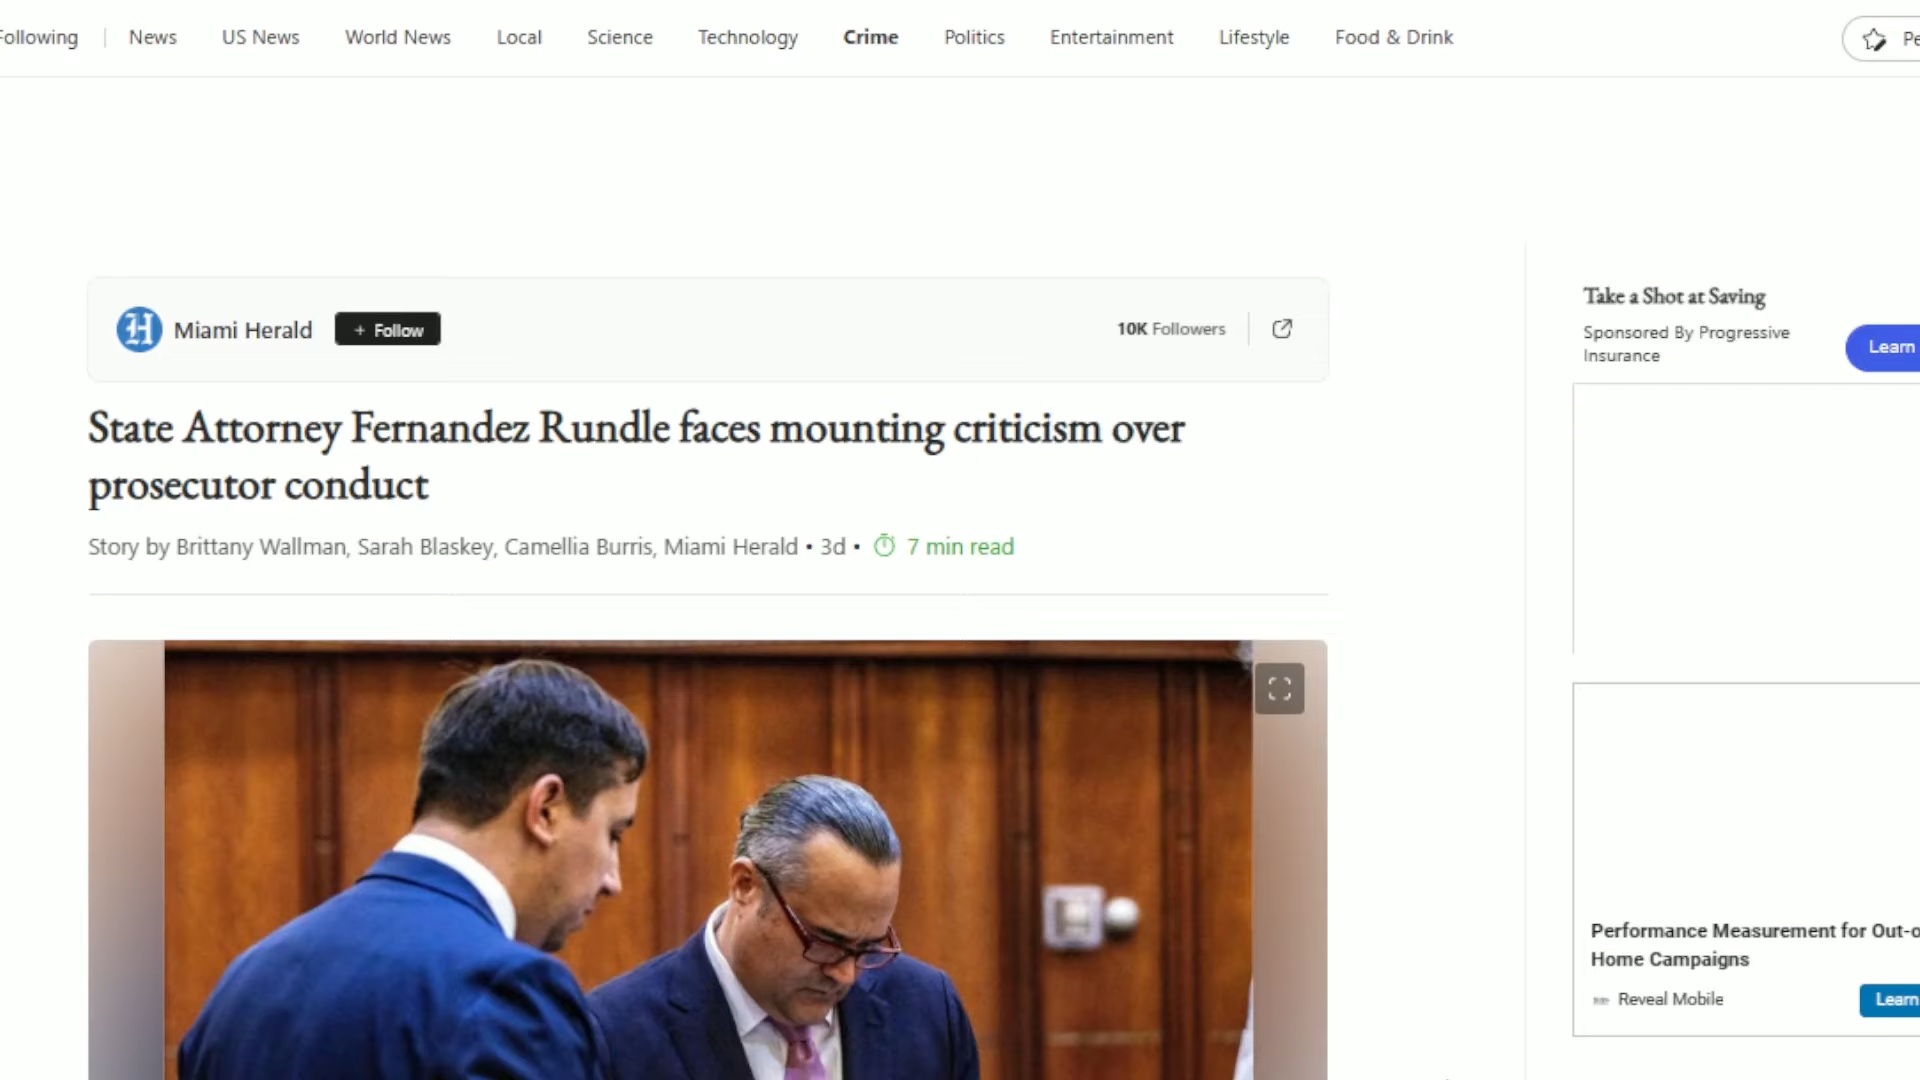 Following | News US News World News Local Science Technology Crime Politics Entertainment Lifestyle Food & Drink
H Miami Herald + Follow 10K Followers
State Attorney Fernandez Rundle faces mounting criticism over
prosecutor conduct
Story by Brittany Wallman, Sarah Blaskey, Camellia Burris, Miami Herald • 3d • 7 min read
Take a Shot at Saving
Sponsored By Progressive
Insurance
Learn
Performance Measurement for Out-o
Home Campaigns
Reveal Mobile
Learn